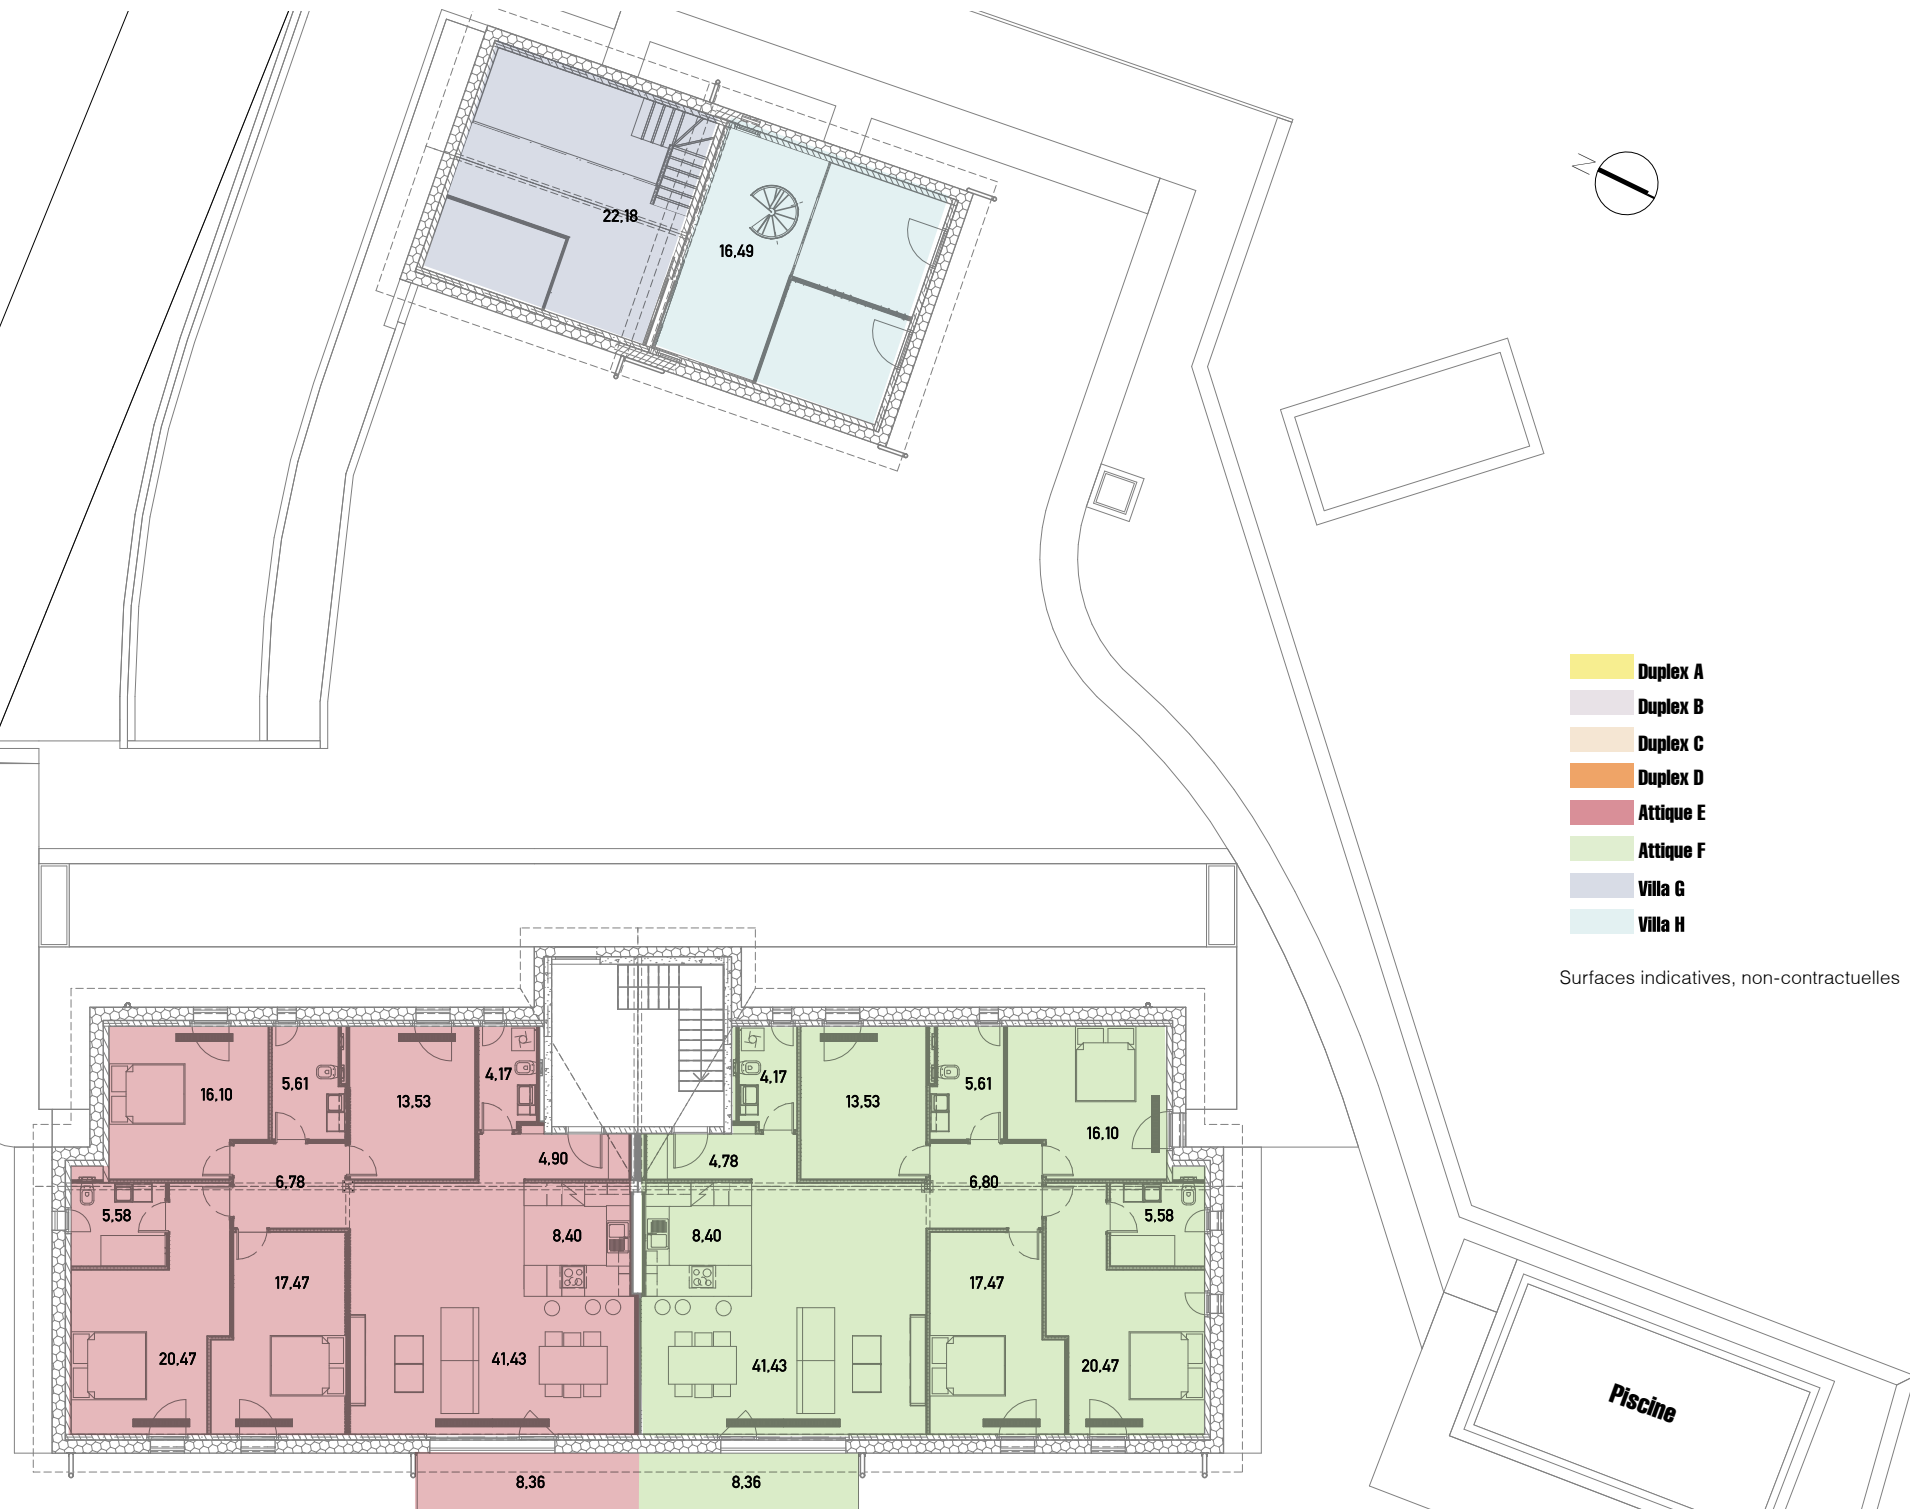 N
22,18
16,49
Duplex A
Duplex B
Duplex C
Duplex D
Attique E
Attique F
Villa G
Villa H
Surfaces indicatives, non-contractuelles
16,10
5,61
13,53
4,17
4,17
13,53
5,61
16,10
4,90
4,78
6,78
6,80
5,58
5,58
8,40
8,40
17,47
17,47
20,47
41,43
41,43
20,47
Piscine
8,36
8,36